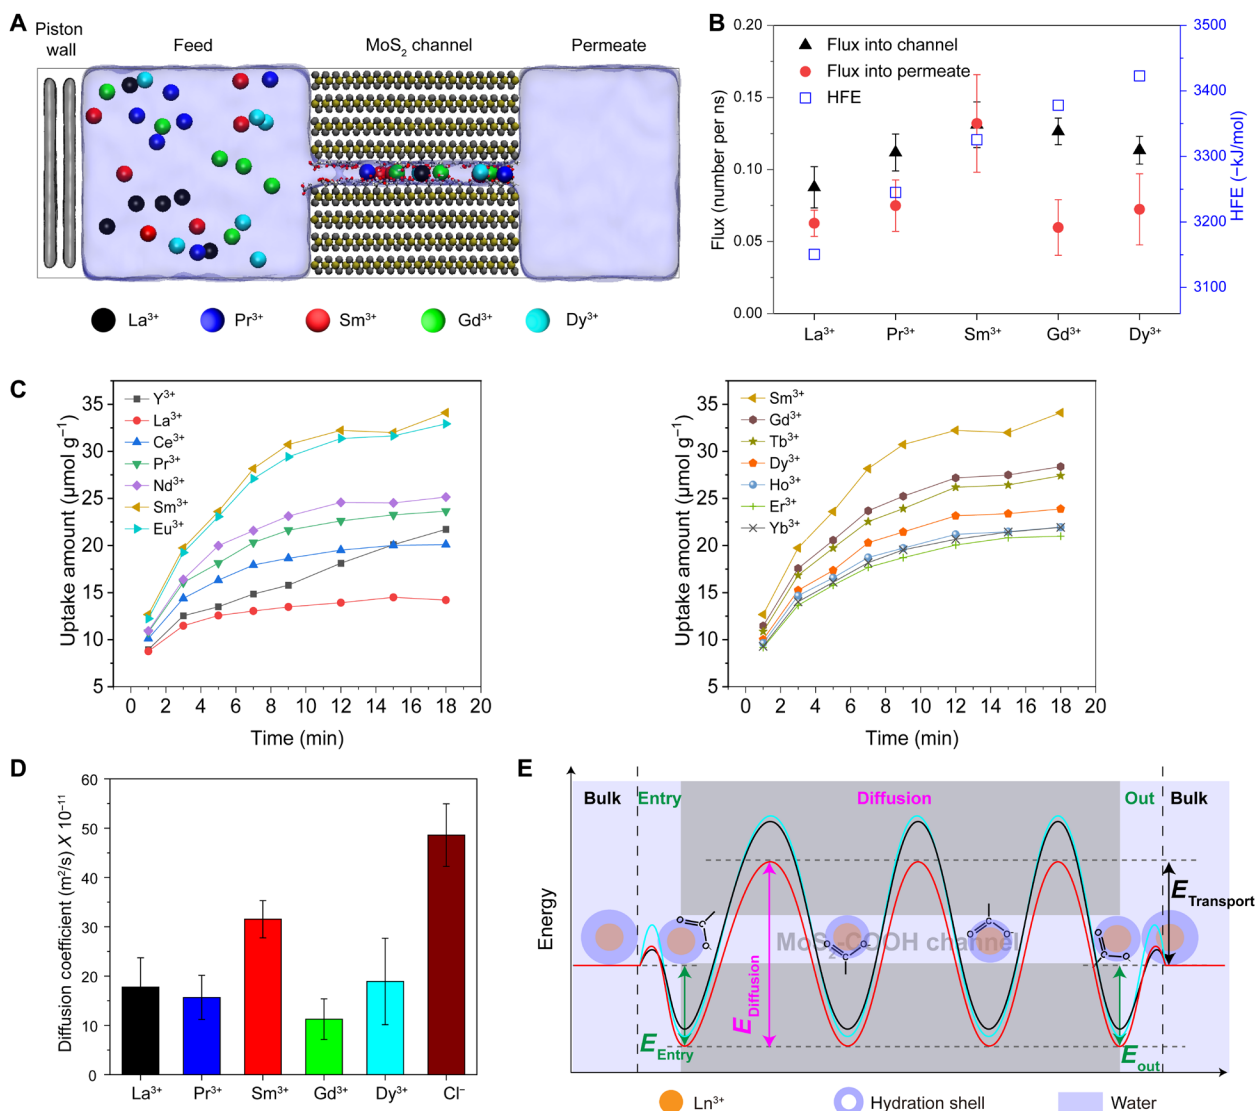 A
Piston
wall
Feed
MoS₂ channel
Permeate
La³⁺
Pr³⁺
Sm³⁺
Gd³⁺
Dy³⁺
B
Flux into channel
Flux into permeate
HFE
0.20
0.15
0.10
0.05
0.00
Flux (number per ns)
3500
3400
3300
3200
3100
HFE (−kJ/mol)
La³⁺
Pr³⁺
Sm³⁺
Gd³⁺
Dy³⁺
C
Y³⁺
La³⁺
Ce³⁺
Pr³⁺
Nd³⁺
Sm³⁺
Eu³⁺
35
30
25
20
15
10
5
Uptake amount (μmol g⁻¹)
0 2 4 6 8 10 12 14 16 18 20
Time (min)
Sm³⁺
Gd³⁺
Tb³⁺
Dy³⁺
Ho³⁺
Er³⁺
Yb³⁺
35
30
25
20
15
10
5
Uptake amount (μmol g⁻¹)
0 2 4 6 8 10 12 14 16 18 20
Time (min)
D
60
50
40
30
20
10
0
Diffusion coefficient (m²/s) X 10⁻¹¹
La³⁺
Pr³⁺
Sm³⁺
Gd³⁺
Dy³⁺
Cl⁻
E
Energy
Bulk
Entry
Diffusion
Out
Bulk
O
C
O
O
C
O
O
C
O
O
C
O
MoS₂-COOH channel
E Transport
E Diffusion
E Entry
E out
Ln³⁺
Hydration shell
Water